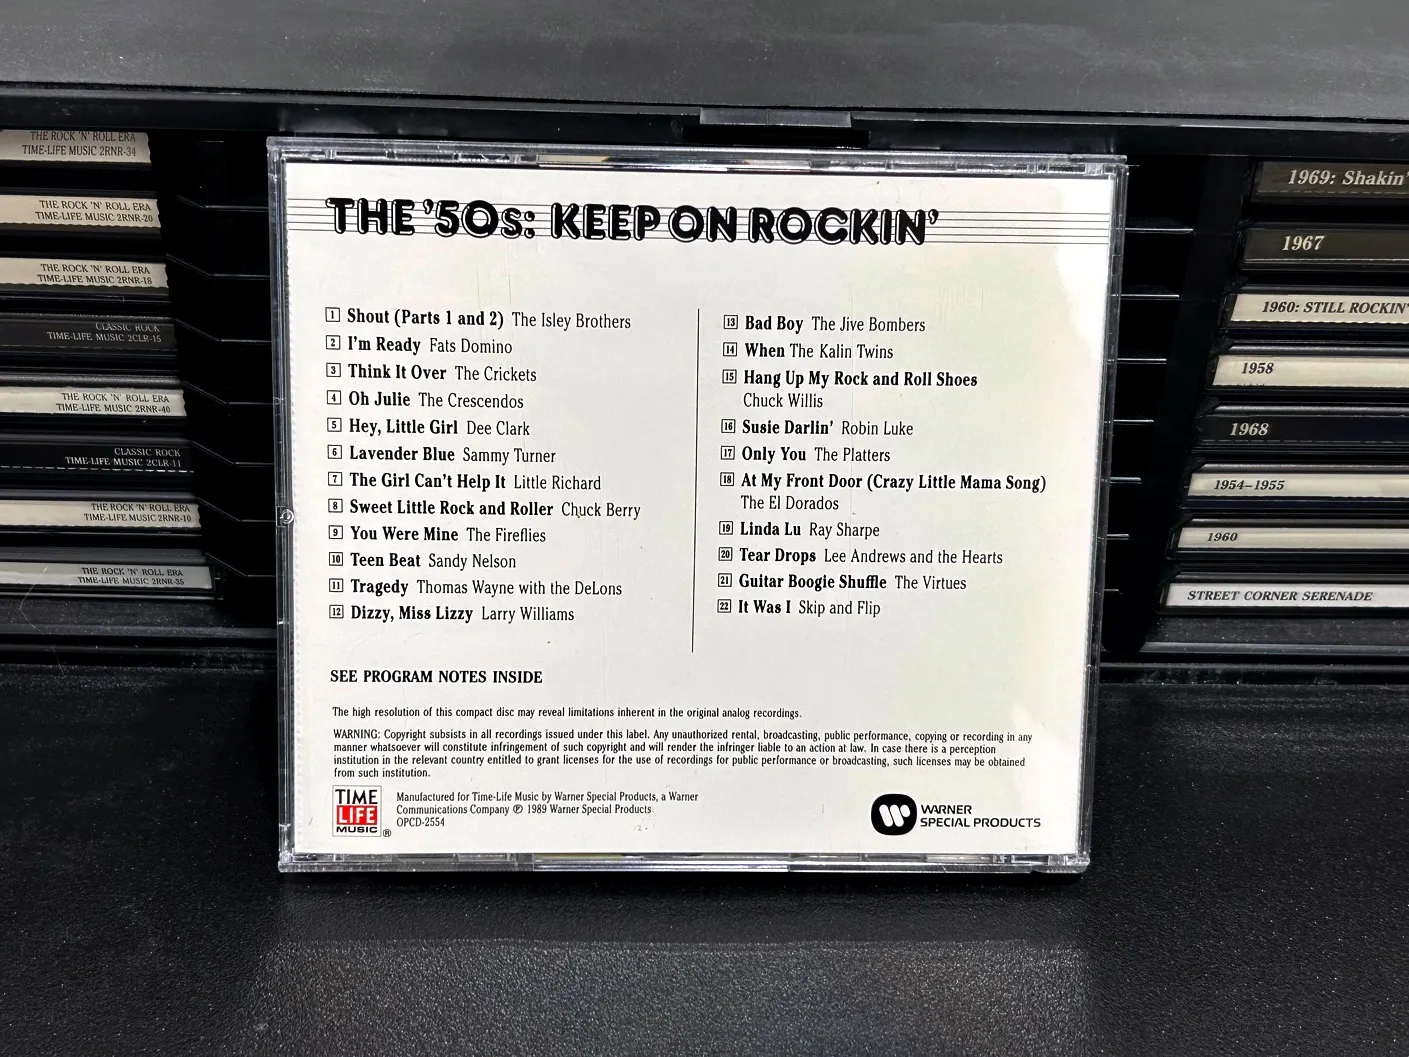 THE ROCK 'N' ROLL ERA
TIME-LIFE MUSIC 2RNR-34
THE ROCK 'N' ROLL ERA
TIME-LIFE MUSIC 2RNR-20
THE ROCK 'N' ROLL ERA
TIME-LIFE MUSIC 2RNR-18
CLASSIC ROCK
TIME-LIFE MUSIC 2CLR-15
THE ROCK 'N' ROLL ERA
TIME-LIFE MUSIC 2RNR-40
CLASSIC ROCK
TIME-LIFE MUSIC 2CLR-11
THE ROCK 'N' ROLL ERA
TIME-LIFE MUSIC 2RNR-10
THE ROCK 'N' ROLL ERA
TIME-LIFE MUSIC 2RNR-35
THE '50s: KEEP ON ROCKIN'
1 Shout (Parts 1 and 2) The Isley Brothers
2 I'm Ready Fats Domino
3 Think It Over The Crickets
4 Oh Julie The Crescendos
5 Hey, Little Girl Dee Clark
6 Lavender Blue Sammy Turner
7 The Girl Can't Help It Little Richard
8 Sweet Little Rock and Roller Chuck Berry
9 You Were Mine The Fireflies
10 Teen Beat Sandy Nelson
11 Tragedy Thomas Wayne with the DeLons
12 Dizzy, Miss Lizzy Larry Williams
13 Bad Boy The Jive Bombers
14 When The Kalin Twins
15 Hang Up My Rock and Roll Shoes
Chuck Willis
16 Susie Darlin' Robin Luke
17 Only You The Platters
18 At My Front Door (Crazy Little Mama Song)
The El Dorados
19 Linda Lu Ray Sharpe
20 Tear Drops Lee Andrews and the Hearts
21 Guitar Boogie Shuffle The Virtues
22 It Was I Skip and Flip
SEE PROGRAM NOTES INSIDE
The high resolution of this compact disc may reveal limitations inherent in the original analog recordings.
WARNING: Copyright subsists in all recordings issued under this label. Any unauthorized rental, broadcasting, public performance, copying or recording in any
manner whatsoever will constitute infringement of such copyright and will render the infringer liable to an action at law. In case there is a perception
institution in the relevant country entitled to grant licenses for the use of recordings for public performance or broadcasting, such licenses may be obtained
from such institution.
TIME
LIFE
MUSIC ®
Manufactured for Time-Life Music by Warner Special Products, a Warner
Communications Company ℗ 1989 Warner Special Products
OPCD-2554
WARNER
SPECIAL PRODUCTS
1969: Shakin'
1967
1960: STILL ROCKIN'
1958
1968
1954–1955
1960
STREET CORNER SERENADE